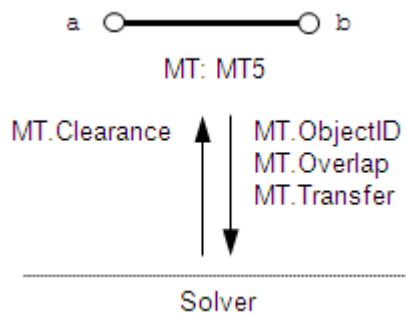 a b
MT: MT5
MT.Clearance
MT.ObjectID
MT.Overlap
MT.Transfer
Solver